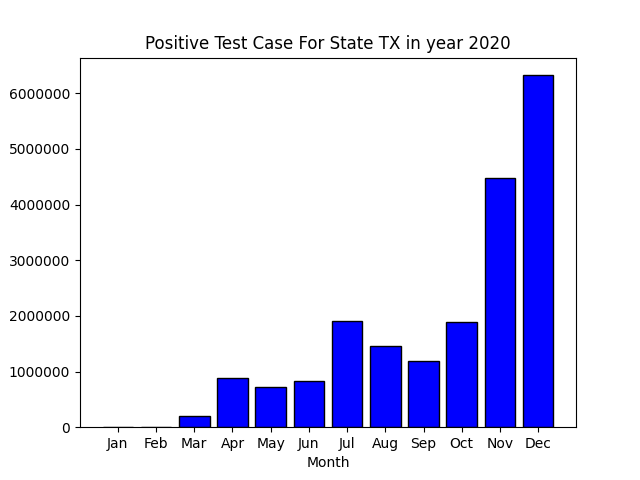 Positive Test Case For State TX in year 2020
6000000
5000000
4000000
3000000
2000000
1000000
0
Jan Feb Mar Apr May Jun Jul Aug Sep Oct Nov Dec
Month